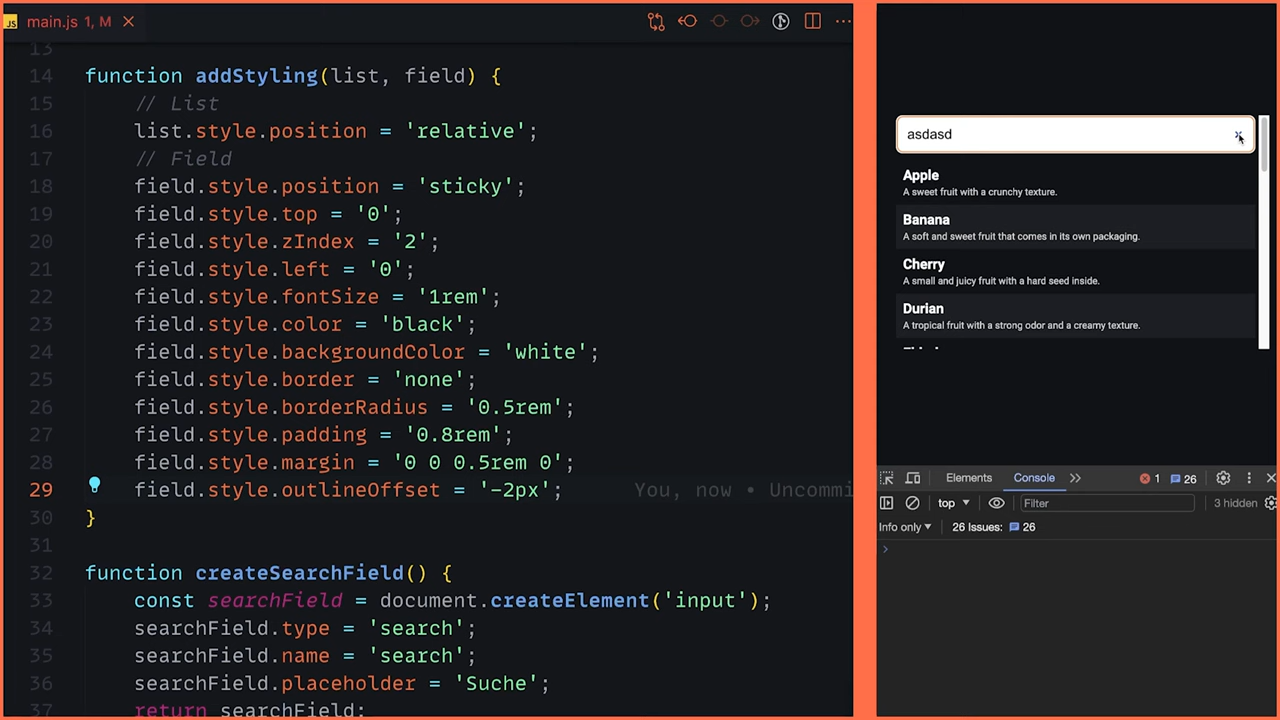 JS main.js 1, M
13
14 function addStyling(list, field) {
15 // List
16 list.style.position = 'relative';
17 // Field
18 field.style.position = 'sticky';
19 field.style.top = '0';
20 field.style.zIndex = '2';
21 field.style.left = '0';
22 field.style.fontSize = '1rem';
23 field.style.color = 'black';
24 field.style.backgroundColor = 'white';
25 field.style.border = 'none';
26 field.style.borderRadius = '0.5rem';
27 field.style.padding = '0.8rem';
28 field.style.margin = '0 0 0.5rem 0';
29 field.style.outlineOffset = '-2px'; You, now • Uncommi
30 }
31
32 function createSearchField() {
33 const searchField = document.createElement('input');
34 searchField.type = 'search';
35 searchField.name = 'search';
36 searchField.placeholder = 'Suche';
37 return searchField;
asdasd
Apple
A sweet fruit with a crunchy texture.
Banana
A soft and sweet fruit that comes in its own packaging.
Cherry
A small and juicy fruit with a hard seed inside.
Durian
A tropical fruit with a strong odor and a creamy texture.
Elements Console 1 26
top Filter 3 hidden
Info only 26 Issues: 26